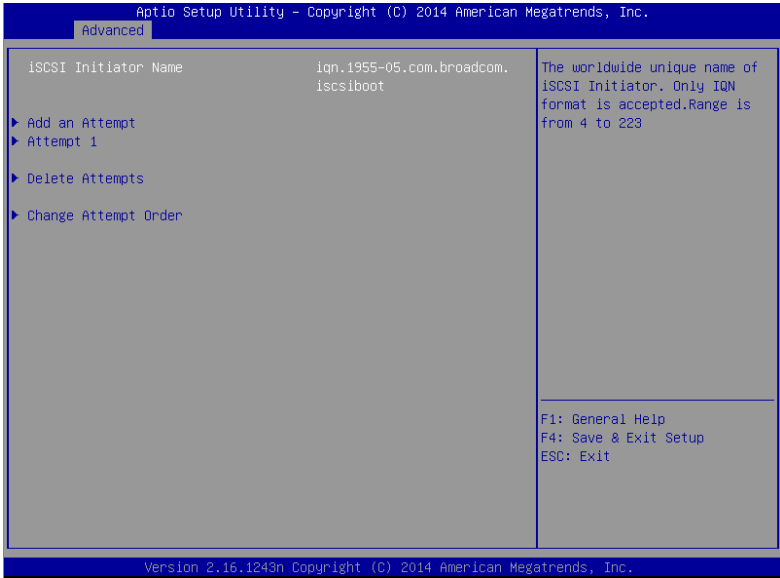 Aptio Setup Utility – Copyright (C) 2014 American Megatrends, Inc.
Advanced
iSCSI Initiator Name iqn.1955-05.com.broadcom.
iscsiboot
Add an Attempt
Attempt 1
Delete Attempts
Change Attempt Order
The worldwide unique name of
iSCSI Initiator. Only IQN
format is accepted.Range is
from 4 to 223
F1: General Help
F4: Save & Exit Setup
ESC: Exit
Version 2.16.1243n Copyright (C) 2014 American Megatrends, Inc.